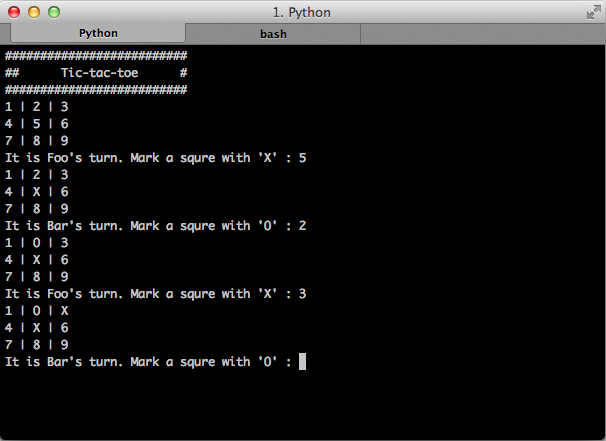 1. Python
Python bash
##########################
## Tic-tac-toe #
##########################
1 | 2 | 3
4 | 5 | 6
7 | 8 | 9
It is Foo's turn. Mark a squre with 'X' : 5
1 | 2 | 3
4 | X | 6
7 | 8 | 9
It is Bar's turn. Mark a squre with 'O' : 2
1 | O | 3
4 | X | 6
7 | 8 | 9
It is Foo's turn. Mark a squre with 'X' : 3
1 | O | X
4 | X | 6
7 | 8 | 9
It is Bar's turn. Mark a squre with 'O' :